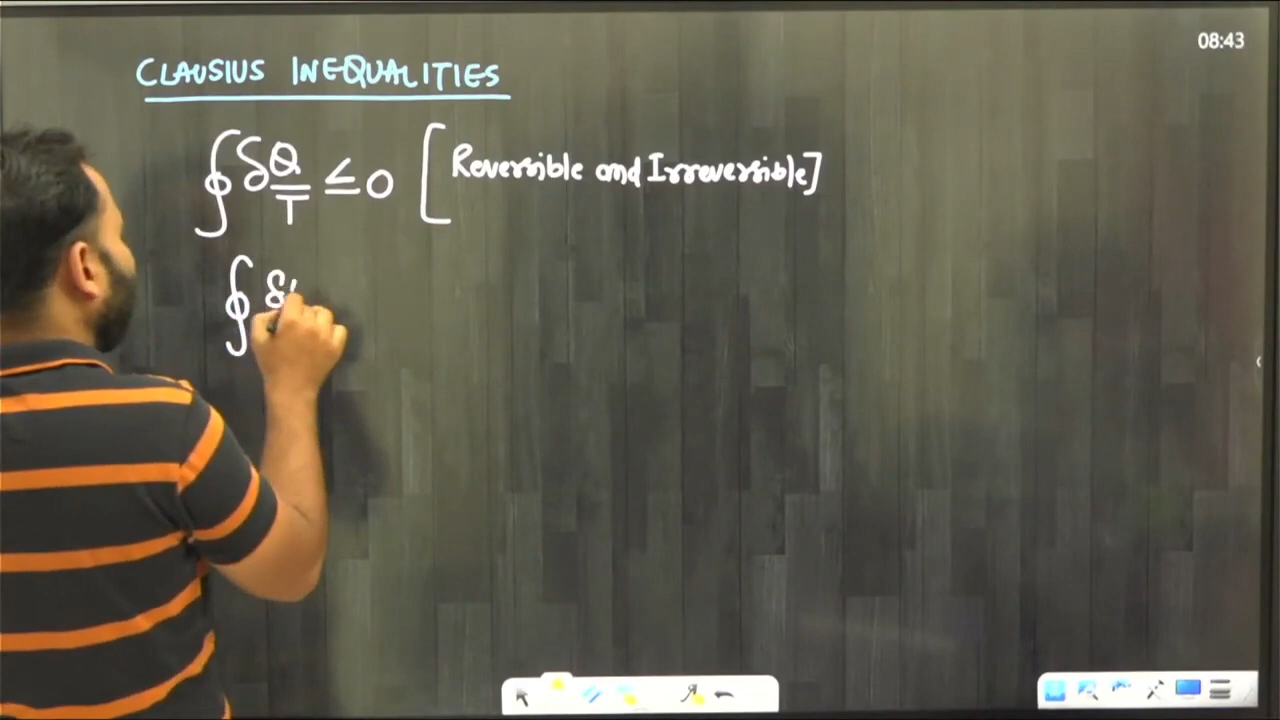 08:43
CLAUSIUS INEQUALITIES
∮ δQ/T ≤ 0 [Reversible and Irreversible]
∮ δ